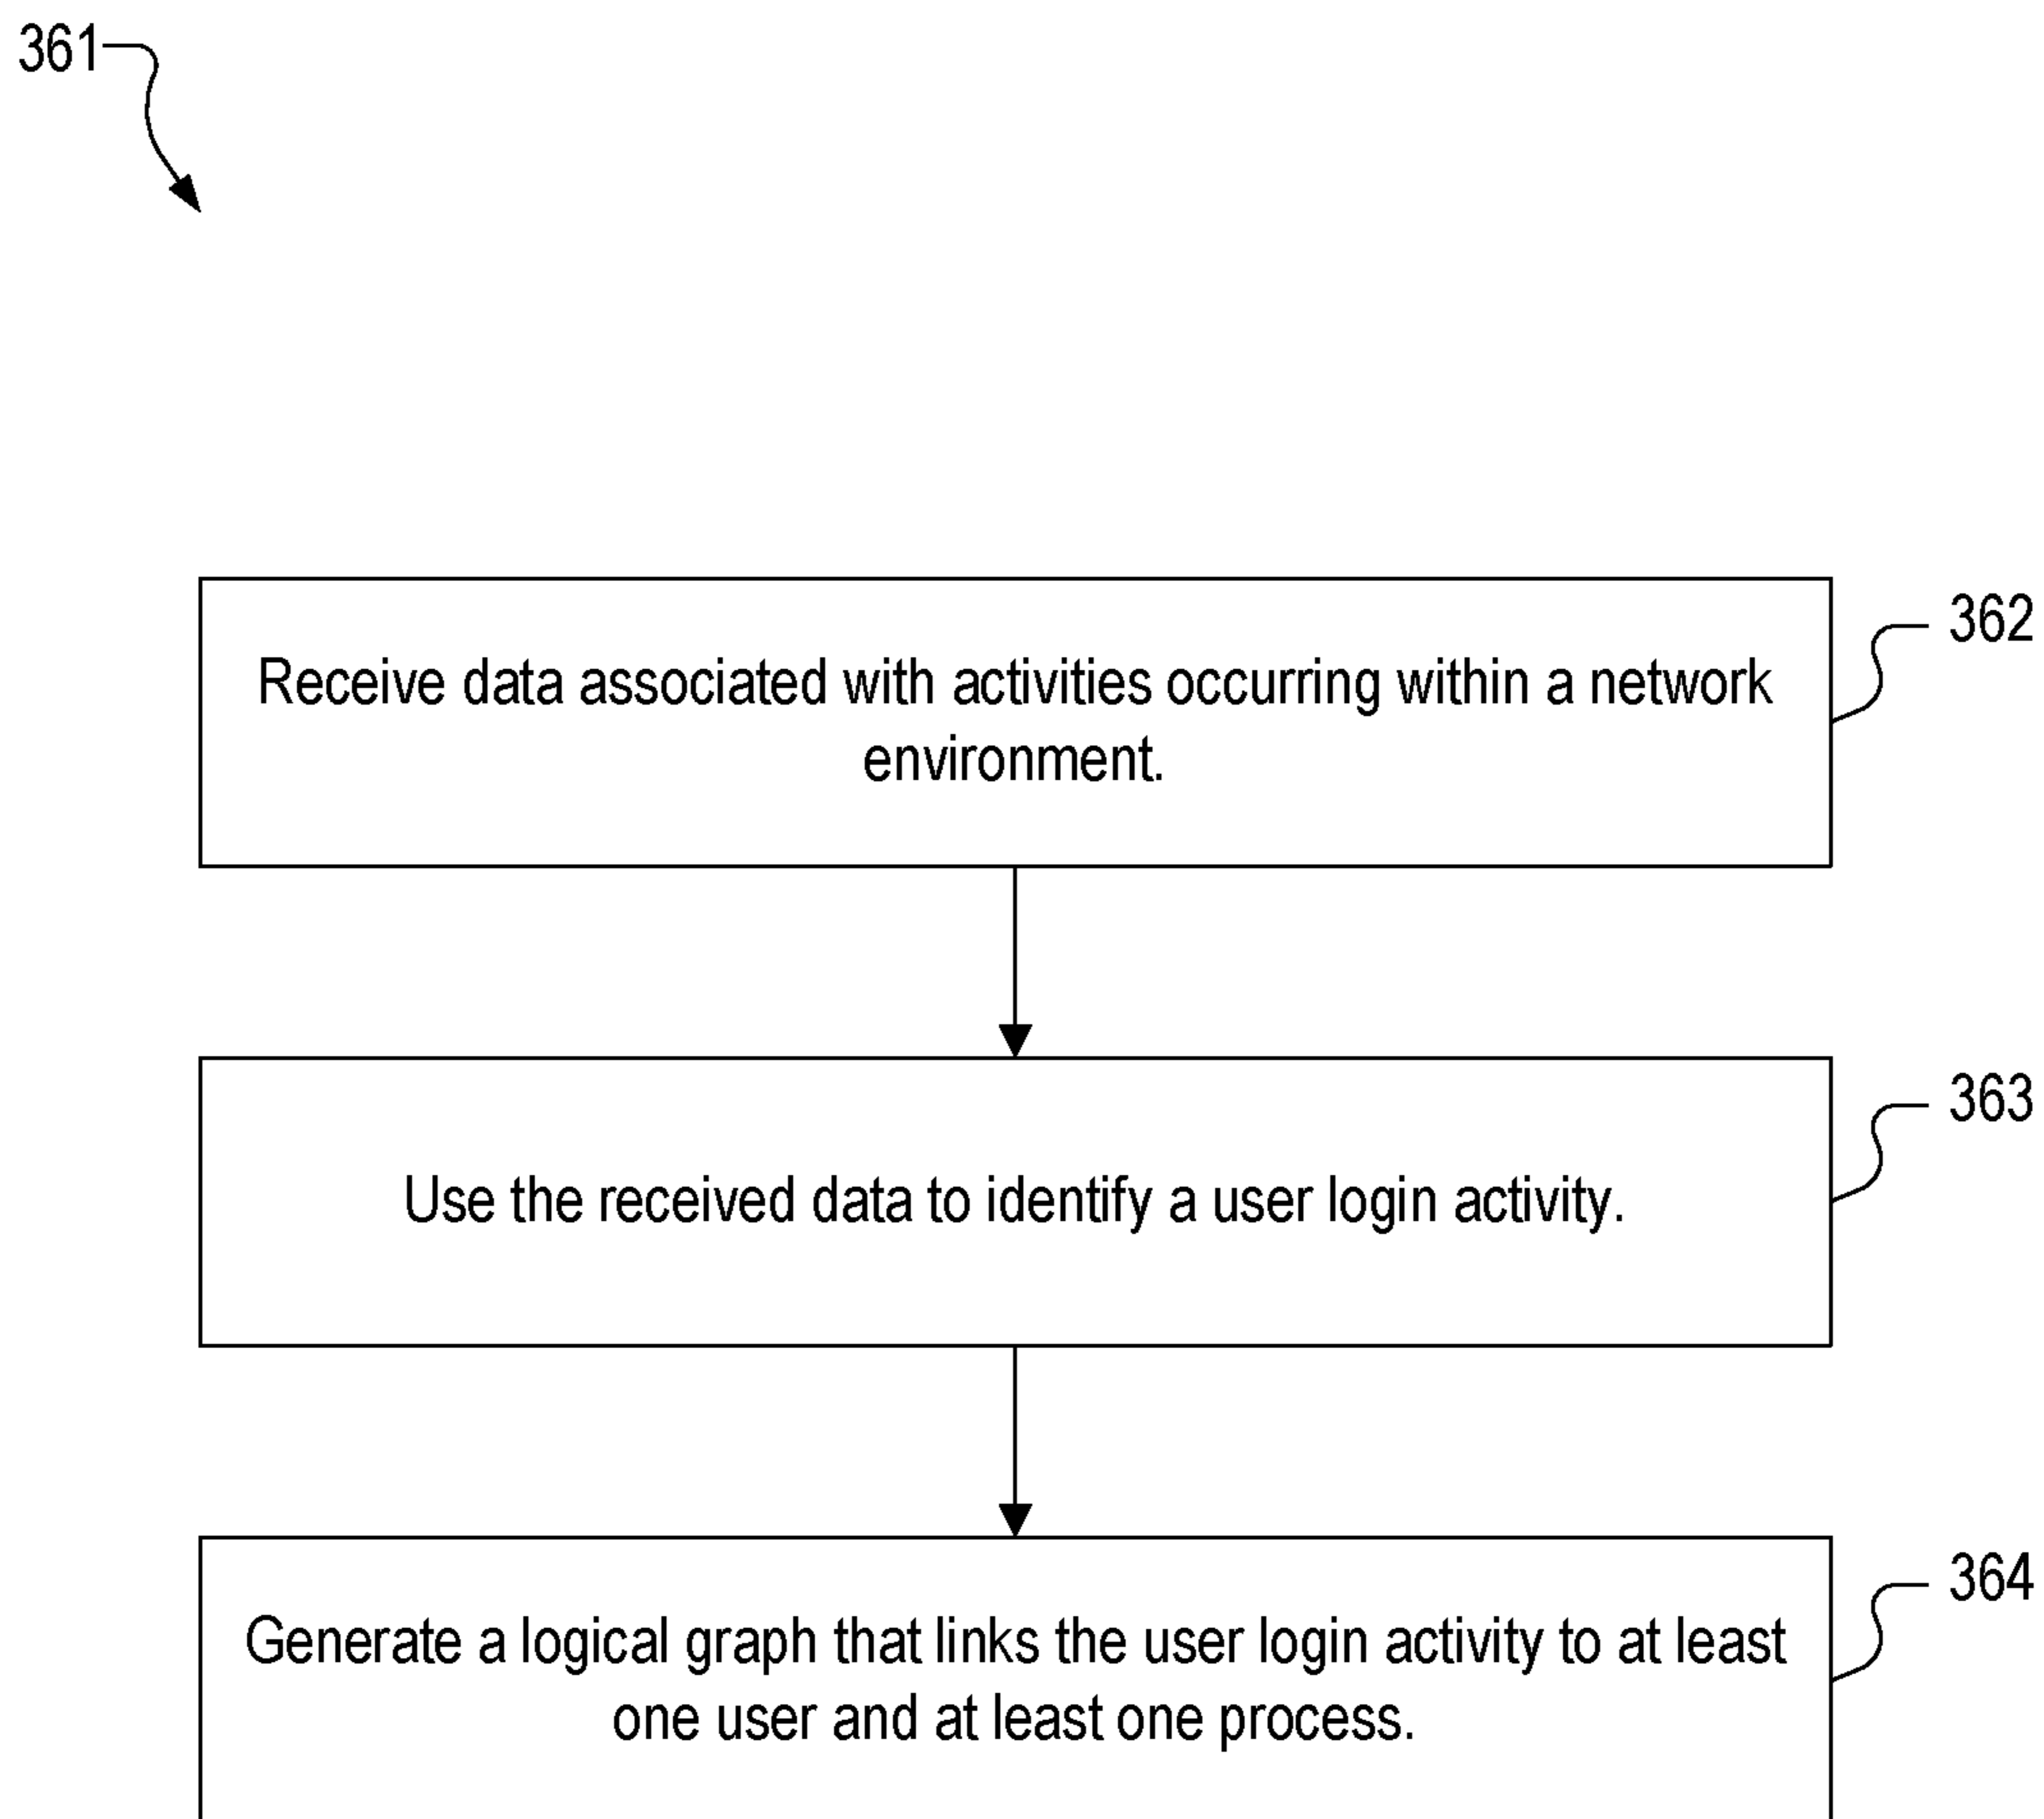 361
362
Receive data associated with activities occurring within a network
environment.
363
Use the received data to identify a user login activity.
364
Generate a logical graph that links the user login activity to at least
one user and at least one process.